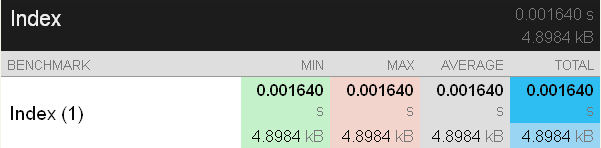 Index 0.001640 s
4.8984 kB
BENCHMARK MIN MAX AVERAGE TOTAL
0.001640 0.001640 0.001640 0.001640
Index (1) s s s s
4.8984 kB 4.8984 kB 4.8984 kB 4.8984 kB